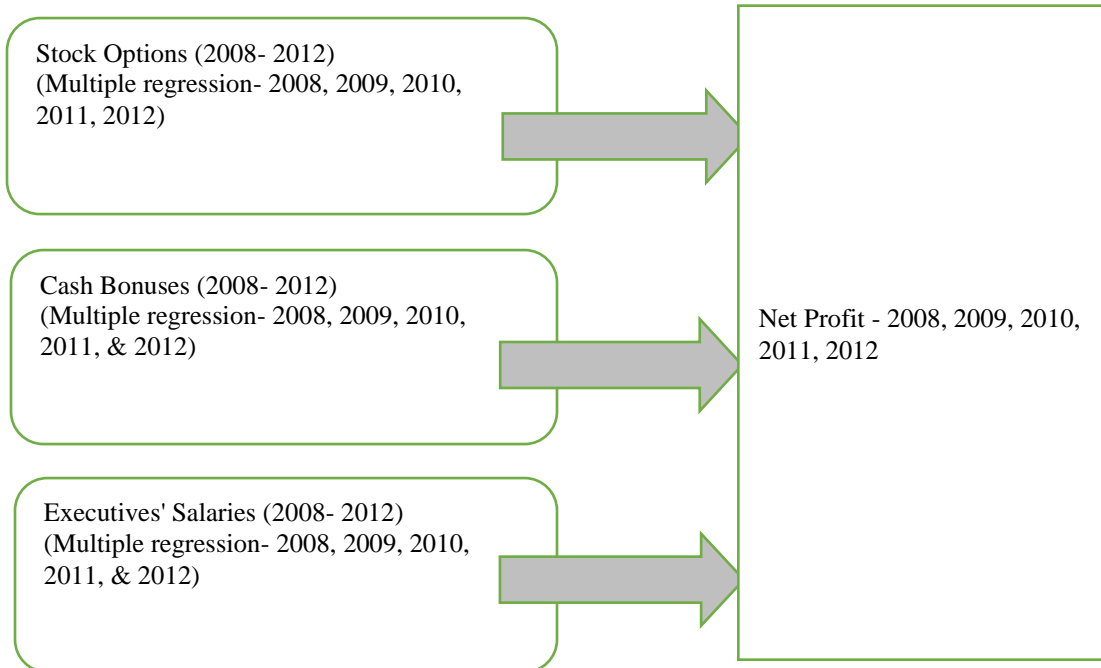 Stock Options (2008- 2012)
(Multiple regression- 2008, 2009, 2010,
2011, 2012)
Cash Bonuses (2008- 2012)
(Multiple regression- 2008, 2009, 2010,
2011, & 2012)
Executives' Salaries (2008- 2012)
(Multiple regression- 2008, 2009, 2010,
2011, & 2012)
Net Profit - 2008, 2009, 2010,
2011, 2012